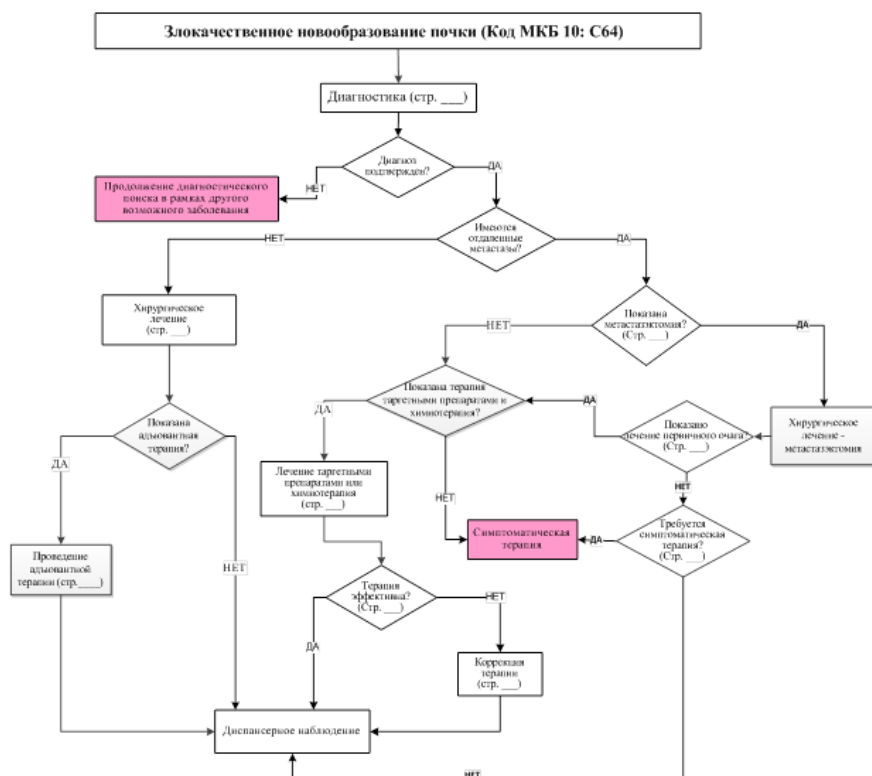 Злокачественное новообразование почки (Код МКБ 10: C64)
Диагностика (стр. ___)
Диагноз
подтвержден?
НЕТ
ДА
Продолжение диагностического
поиска в рамках другого
возможного заболевания
Имеются
отдаленные
метастазы?
НЕТ
ДА
Хирургическое
лечение
(стр. ___)
Показана
метастазэктомия?
(Стр. ___)
НЕТ
ДА
Показана терапия
таргетными препаратами и
химиотерапия?
ДА
ДА
Показано
лечение первичного очага?
(Стр. ___)
Хирургическое
лечение -
метастазэктомия
Показана
адъювантная
терапия?
ДА
Лечение таргетными
препаратами или
химиотерапия
(стр. ___)
НЕТ
НЕТ
Симптоматическая
терапия
ДА
Требуется
симптоматическая
терапия?
(Стр. ___)
Проведение
адъювантной
терапии (стр.____)
НЕТ
Терапия
эффективна?
(Стр. ___)
НЕТ
ДА
Коррекция
терапии
(стр. ___)
Диспансерное наблюдение
НЕТ